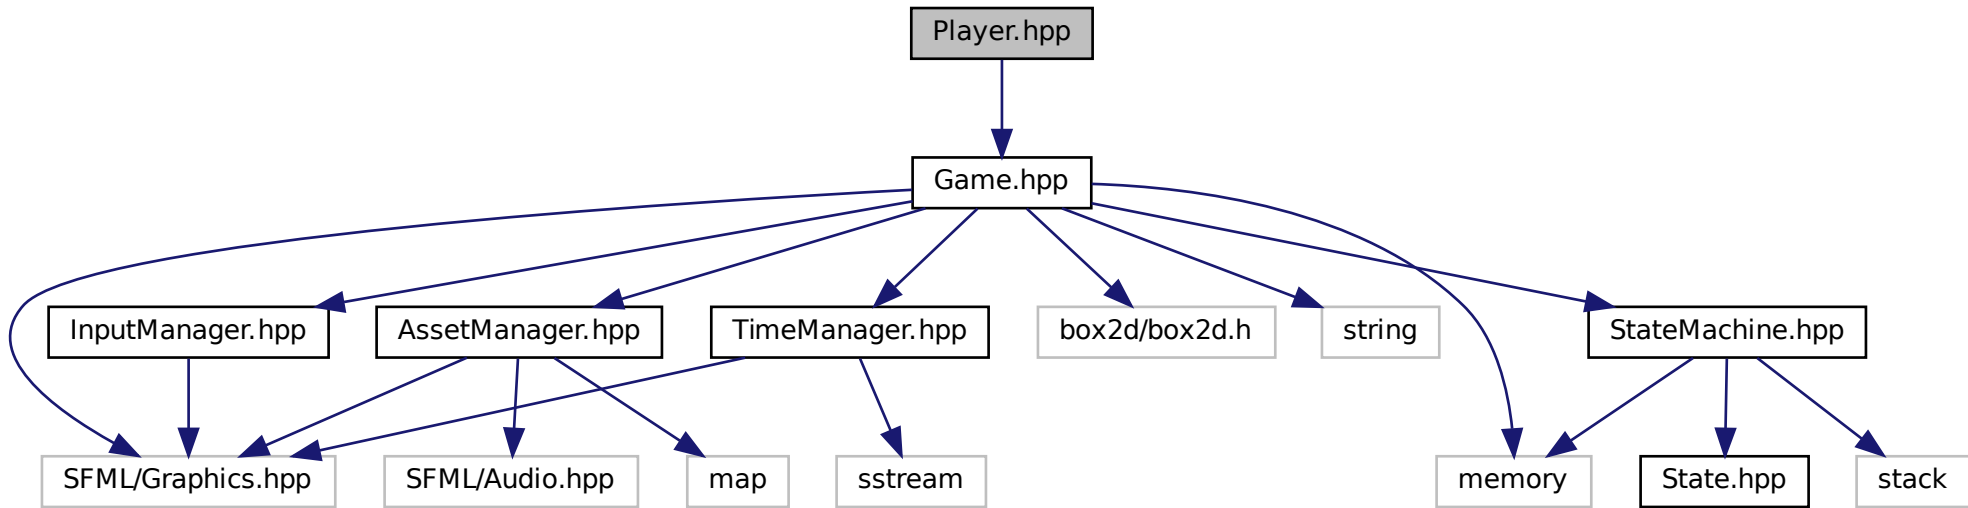 Player.hpp
Game.hpp
InputManager.hpp
AssetManager.hpp
TimeManager.hpp
box2d/box2d.h
string
StateMachine.hpp
SFML/Graphics.hpp
SFML/Audio.hpp
map
sstream
memory
State.hpp
stack